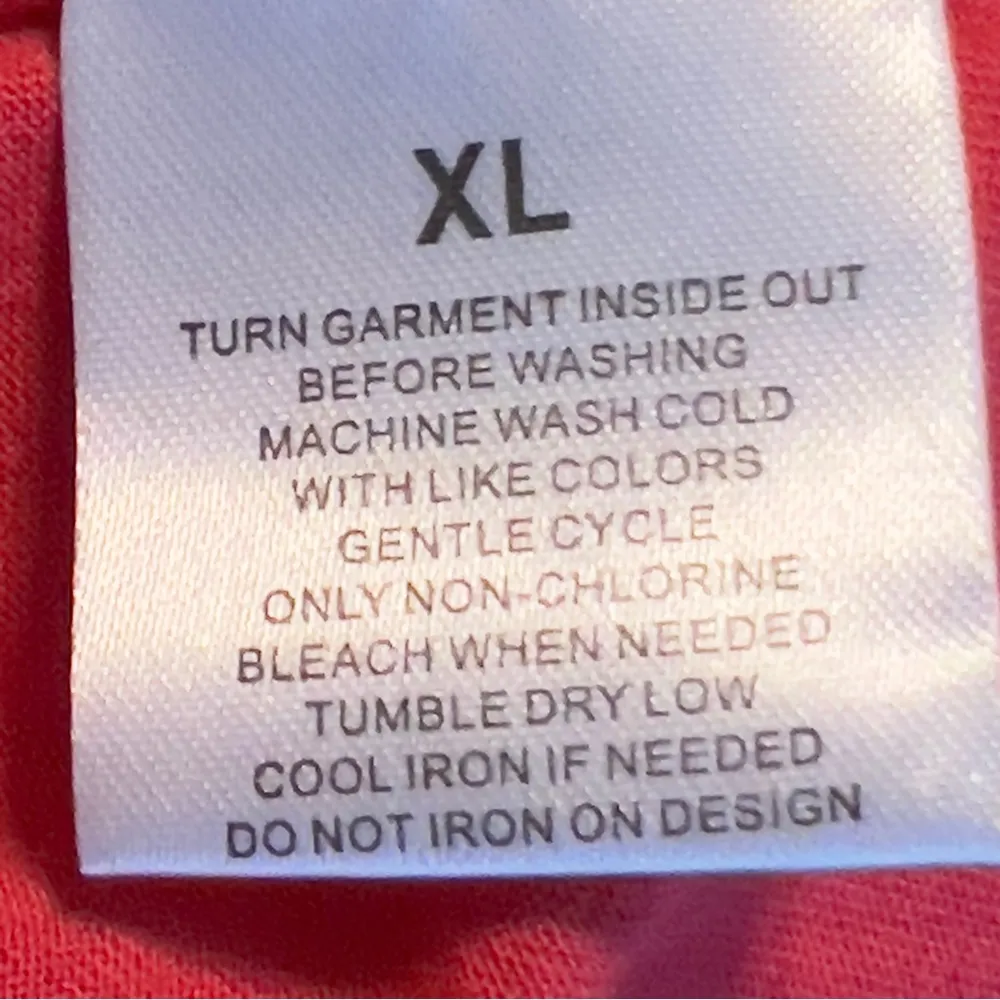 XL
TURN GARMENT INSIDE OUT
BEFORE WASHING
MACHINE WASH COLD
WITH LIKE COLORS
GENTLE CYCLE
ONLY NON-CHLORINE
BLEACH WHEN NEEDED
TUMBLE DRY LOW
COOL IRON IF NEEDED
DO NOT IRON ON DESIGN